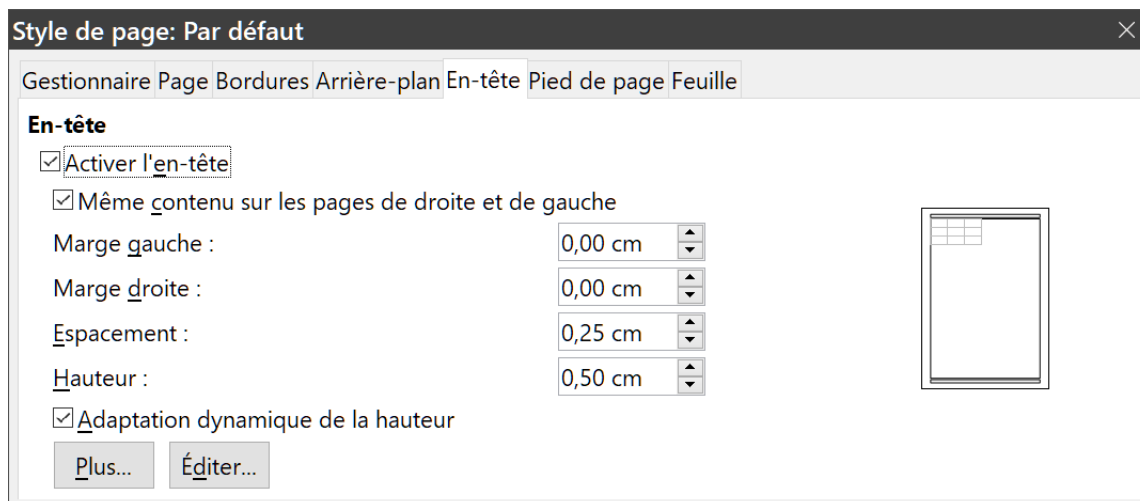 Style de page: Par défaut
Gestionnaire Page Bordures Arrière-plan En-tête Pied de page Feuille
En-tête
Activer l'en-tête
Même contenu sur les pages de droite et de gauche
Marge gauche : 0,00 cm
Marge droite : 0,00 cm
Espacement : 0,25 cm
Hauteur : 0,50 cm
Adaptation dynamique de la hauteur
Plus... Éditer...